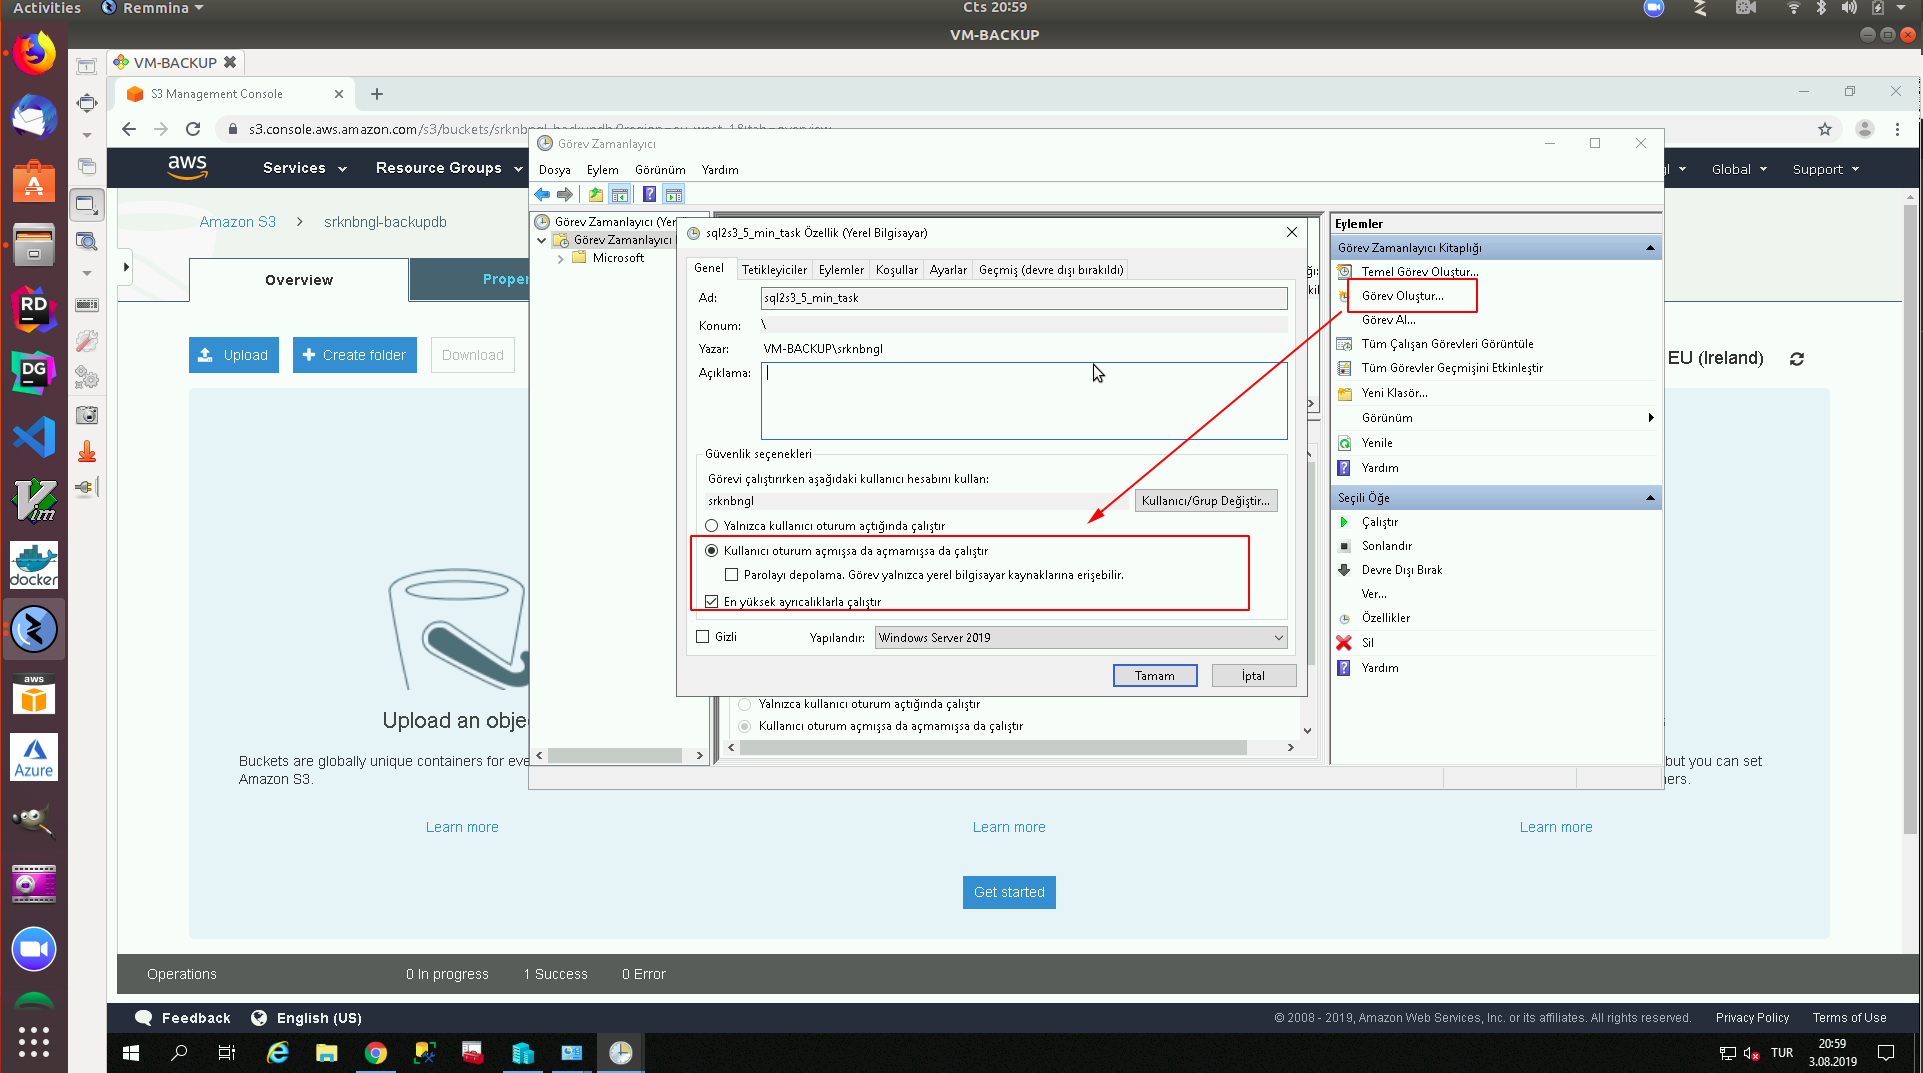 Activities
Remmina
Cts 20:59
VM-BACKUP
VM-BACKUP
S3 Management Console
s3.console.aws.amazon.com/s3/buckets/srknbngl-backupdb/?region=eu-west-1&tab=overview
aws
Services
Resource Groups
Global
Support
Amazon S3
srknbngl-backupdb
Overview
Proper
Upload
Create folder
Download
EU (Ireland)
Upload an obje
Buckets are globally unique containers for eve
Amazon S3.
but you can set
Learn more
Learn more
Learn more
Get started
Görev Zamanlayıcı
Dosya
Eylem
Görünüm
Yardım
Görev Zamanlayıcı (Yer
Görev Zamanlayıcı
Microsoft
sql2s3_5_min_task Özellik (Yerel Bilgisayar)
Genel
Tetikleyiciler
Eylemler
Koşullar
Ayarlar
Geçmiş (devre dışı bırakıldı)
Ad:
sql2s3_5_min_task
Konum:
\
Yazar:
VM-BACKUP\srknbngl
Açıklama:
Güvenlik seçenekleri
Görevi çalıştırırken aşağıdaki kullanıcı hesabını kullan:
srknbngl
Kullanıcı/Grup Değiştir...
Yalnızca kullanıcı oturum açtığında çalıştır
Kullanıcı oturum açmışsa da açmamışsa da çalıştır
Parolayı depolama. Görev yalnızca yerel bilgisayar kaynaklarına erişebilir.
En yüksek ayrıcalıklarla çalıştır
Gizli
Yapılandır:
Windows Server 2019
Tamam
İptal
Yalnızca kullanıcı oturum açtığında çalıştır
Kullanıcı oturum açmışsa da açmamışsa da çalıştır
Eylemler
Görev Zamanlayıcı Kitaplığı
Temel Görev Oluştur...
Görev Oluştur...
Görev Al...
Tüm Çalışan Görevleri Görüntüle
Tüm Görevler Geçmişini Etkinleştir
Yeni Klasör...
Görünüm
Yenile
Yardım
Seçili Öğe
Çalıştır
Sonlandır
Devre Dışı Bırak
Ver...
Özellikler
Sil
Yardım
Operations
0 In progress
1 Success
0 Error
Feedback
English (US)
© 2008 - 2019, Amazon Web Services, Inc. or its affiliates. All rights reserved.
Privacy Policy
Terms of Use
RD
DG
Vim
docker
aws
Azure
TUR
20:59
3.08.2019